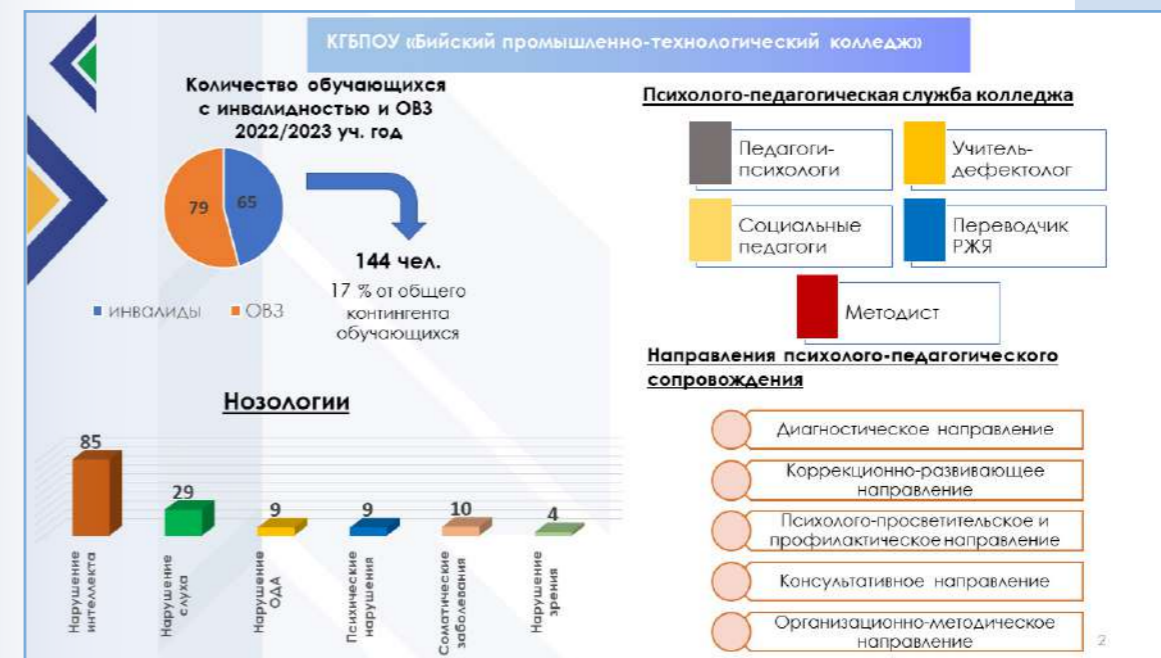 КГБПОУ «Бийский промышленно-технологический колледж»
Количество обучающихся
с инвалидностью и ОВЗ
2022/2023 уч. год
79
65
144 чел.
17 % от общего
контингента
обучающихся
инвалиды
ОВЗ
Нозологии
85
29
9
9
10
4
Нарушение
интеллекта
Нарушение
слуха
Нарушение
ОДА
Психические
нарушения
Соматические
заболевания
Нарушение
зрения
Психолого-педагогическая служба колледжа
Педагоги-
психологи
Учитель-
дефектолог
Социальные
педагоги
Переводчик
РЖЯ
Методист
Направления психолого-педагогического
сопровождения
Диагностическое направление
Коррекционно-развивающее
направление
Психолого-просветительское и
профилактическое направление
Консультативное направление
Организационно-методическое
направление
2